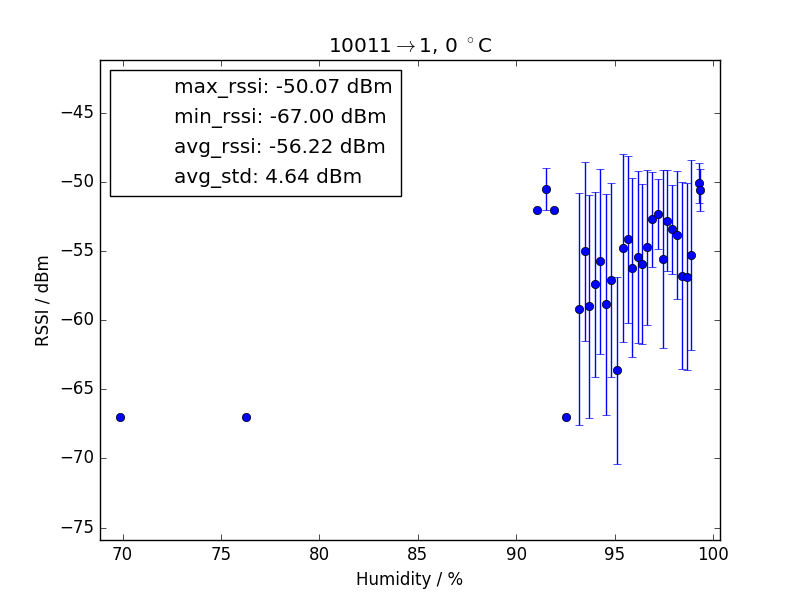 10011→1, 0 °C
max_rssi: -50.07 dBm
min_rssi: -67.00 dBm
avg_rssi: -56.22 dBm
avg_std: 4.64 dBm
RSSI / dBm
−45
−50
−55
−60
−65
−70
−75
70 75 80 85 90 95 100
Humidity / %